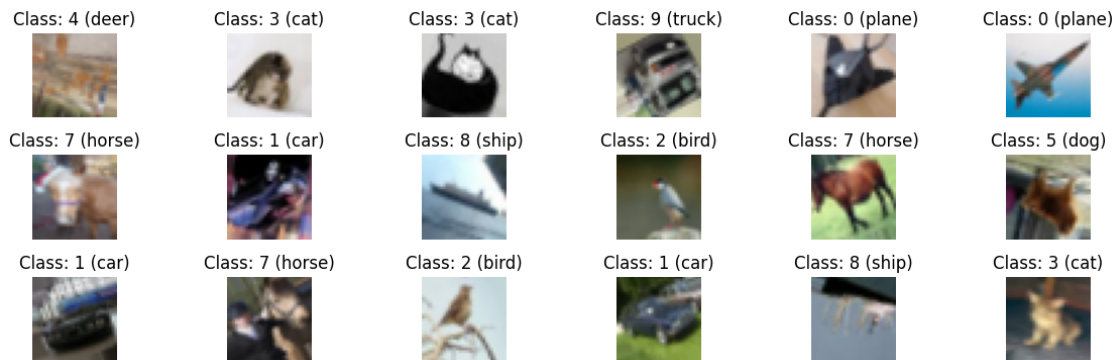 Class: 4 (deer) Class: 3 (cat) Class: 3 (cat) Class: 9 (truck) Class: 0 (plane) Class: 0 (plane)
Class: 7 (horse) Class: 1 (car) Class: 8 (ship) Class: 2 (bird) Class: 7 (horse) Class: 5 (dog)
Class: 1 (car) Class: 7 (horse) Class: 2 (bird) Class: 1 (car) Class: 8 (ship) Class: 3 (cat)